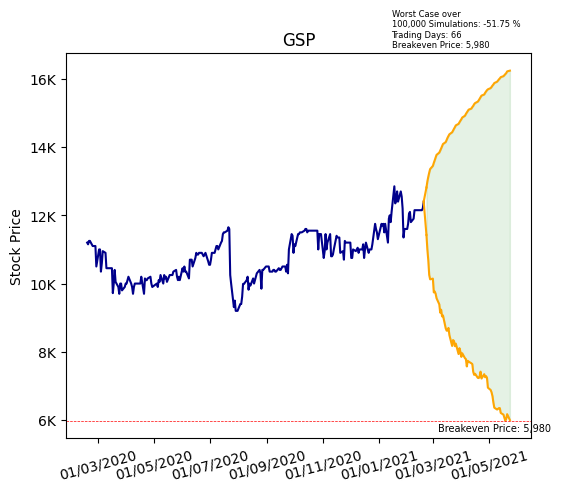 Worst Case over
100,000 Simulations: -51.75 %
Trading Days: 66
Breakeven Price: 5,980
GSP
Stock Price
16K
14K
12K
10K
8K
6K
Breakeven Price: 5,980
01/03/2020
01/05/2020
01/07/2020
01/09/2020
01/11/2020
01/01/2021
01/03/2021
01/05/2021